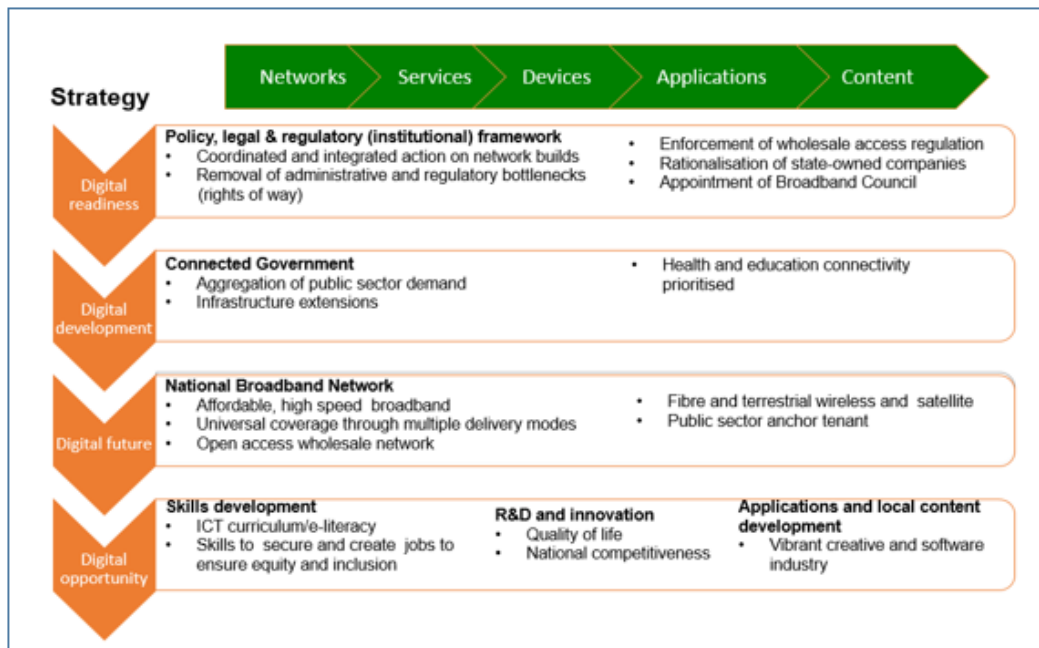 Networks
Services
Devices
Applications
Content
Strategy
Digital
readiness
Policy, legal & regulatory (institutional) framework
• Coordinated and integrated action on network builds
• Removal of administrative and regulatory bottlenecks
(rights of way)
• Enforcement of wholesale access regulation
• Rationalisation of state-owned companies
• Appointment of Broadband Council
Digital
development
Connected Government
• Aggregation of public sector demand
• Infrastructure extensions
• Health and education connectivity
prioritised
Digital future
National Broadband Network
• Affordable, high speed broadband
• Universal coverage through multiple delivery modes
• Open access wholesale network
• Fibre and terrestrial wireless and satellite
• Public sector anchor tenant
Digital
opportunity
Skills development
• ICT curriculum/e-literacy
• Skills to secure and create jobs to
ensure equity and inclusion
R&D and innovation
• Quality of life
• National competitiveness
Applications and local content
development
• Vibrant creative and software
industry